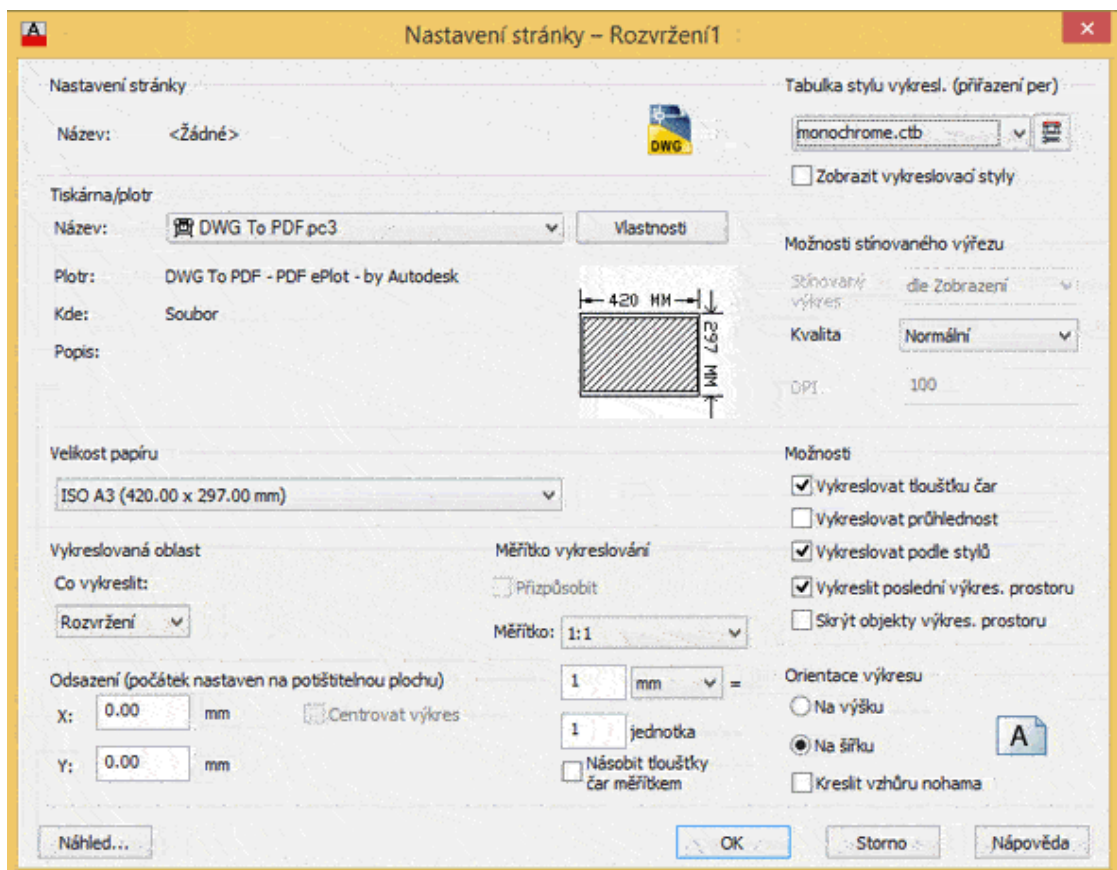 Nastavení stránky – Rozvržení1
Nastavení stránky
Název: <Žádné>
DWG
Tiskárna/plotr
Název: DWG To PDF.pc3 Vlastnosti
Plotr: DWG To PDF - PDF ePlot - by Autodesk
Kde: Soubor
Popis:
420 MM
297 MM
Velikost papíru
ISO A3 (420.00 x 297.00 mm)
Vykreslovaná oblast
Co vykreslit:
Rozvržení
Měřítko vykreslování
Přizpůsobit
Měřítko: 1:1
1 mm =
1 jednotka
Násobit tloušťky
čar měřítkem
Odsazení (počátek nastaven na potištitelnou plochu)
X: 0.00 mm Centrovat výkres
Y: 0.00 mm
Tabulka stylu vykresl. (přiřazení per)
monochrome.ctb
Zobrazit vykreslovací styly
Možnosti stínovaného výřezu
Stínovaný
výkres
dle Zobrazení
Kvalita Normální
DPI 100
Možnosti
Vykreslovat tloušťku čar
Vykreslovat průhlednost
Vykreslovat podle stylů
Vykreslit poslední výkres. prostoru
Skrýt objekty výkres. prostoru
Orientace výkresu
Na výšku
Na šířku
A
Kreslit vzhůru nohama
Náhled... OK Storno Nápověda